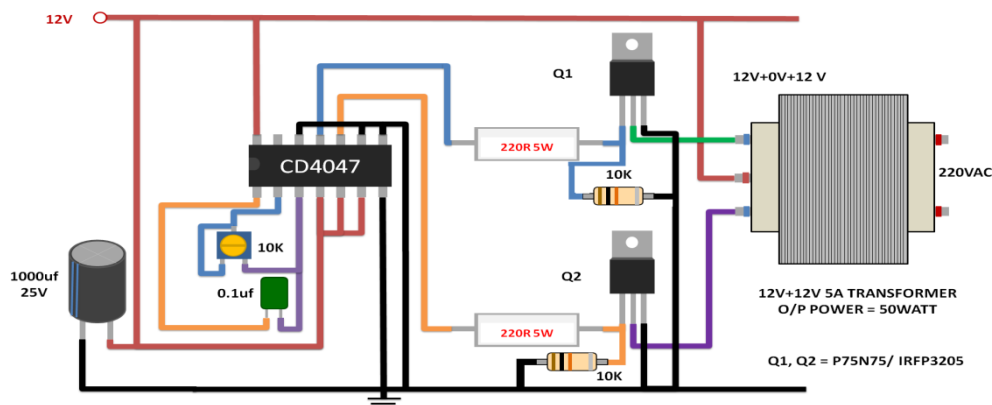 12V
Q1
12V+0V+12 V
220R 5W
CD4047
10K
220VAC
10K
Q2
1000uf
25V
0.1uf
12V+12V 5A TRANSFORMER
O/P POWER = 50WATT
220R 5W
10K
Q1, Q2 = P75N75/ IRFP3205